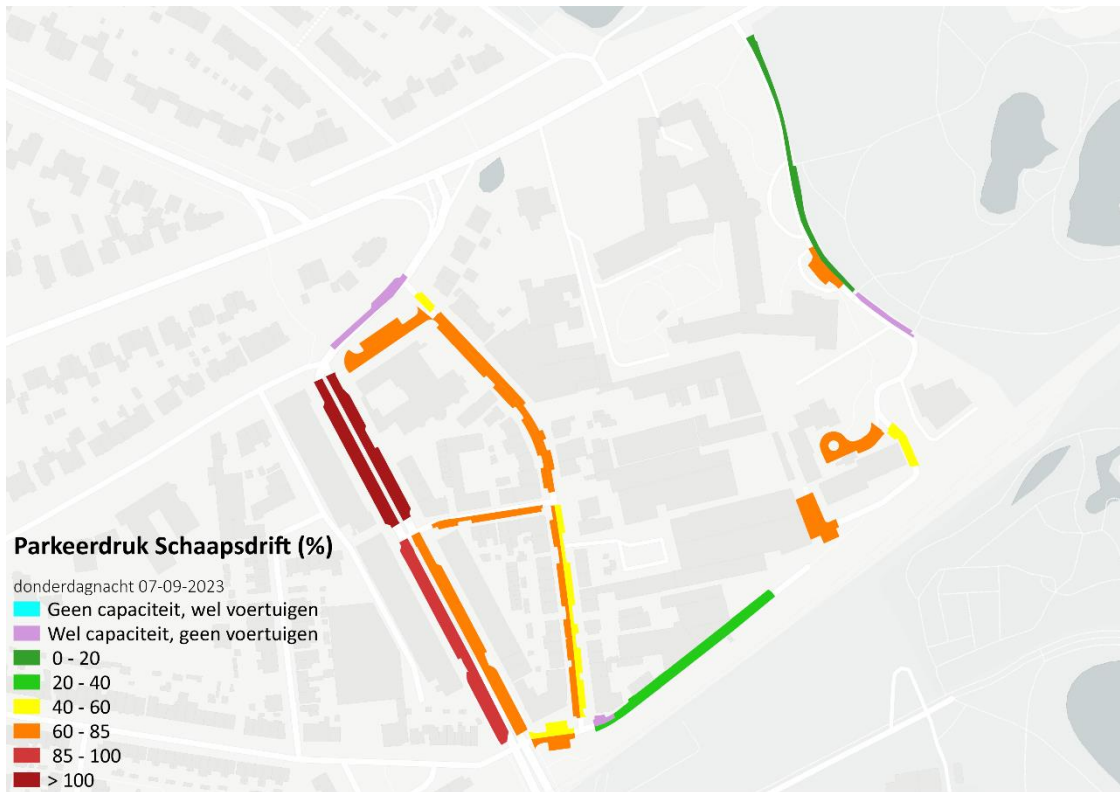 Parkeerdruk Schaapsdrift (%)
donderdagnacht 07-09-2023
Geen capaciteit, wel voertuigen
Wel capaciteit, geen voertuigen
0 - 20
20 - 40
40 - 60
60 - 85
85 - 100
> 100